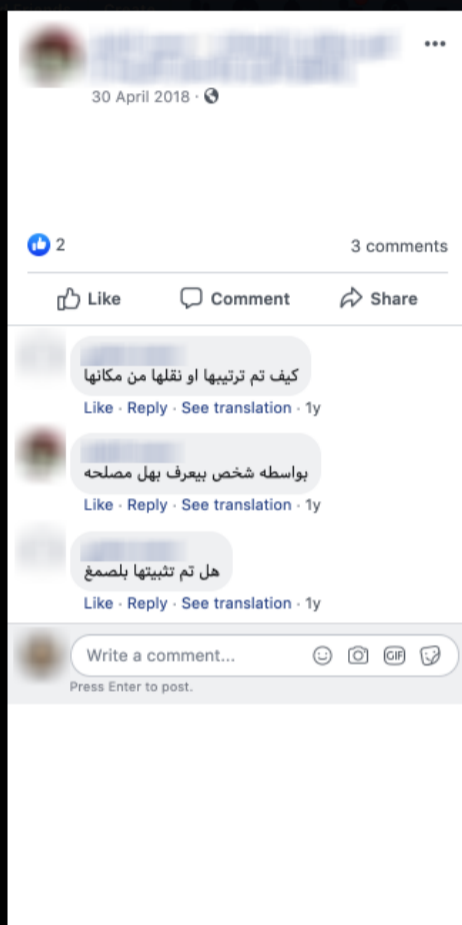 30 April 2018 ·
2
3 comments
Like
Comment
Share
كيف تم ترتيبها او نقلها من مكانها
Like · Reply · See translation · 1y
بواسطه شخص بيعرف بهل مصلحه
Like · Reply · See translation · 1y
هل تم تثبيتها بلصمغ
Like · Reply · See translation · 1y
Write a comment...
GIF
Press Enter to post.